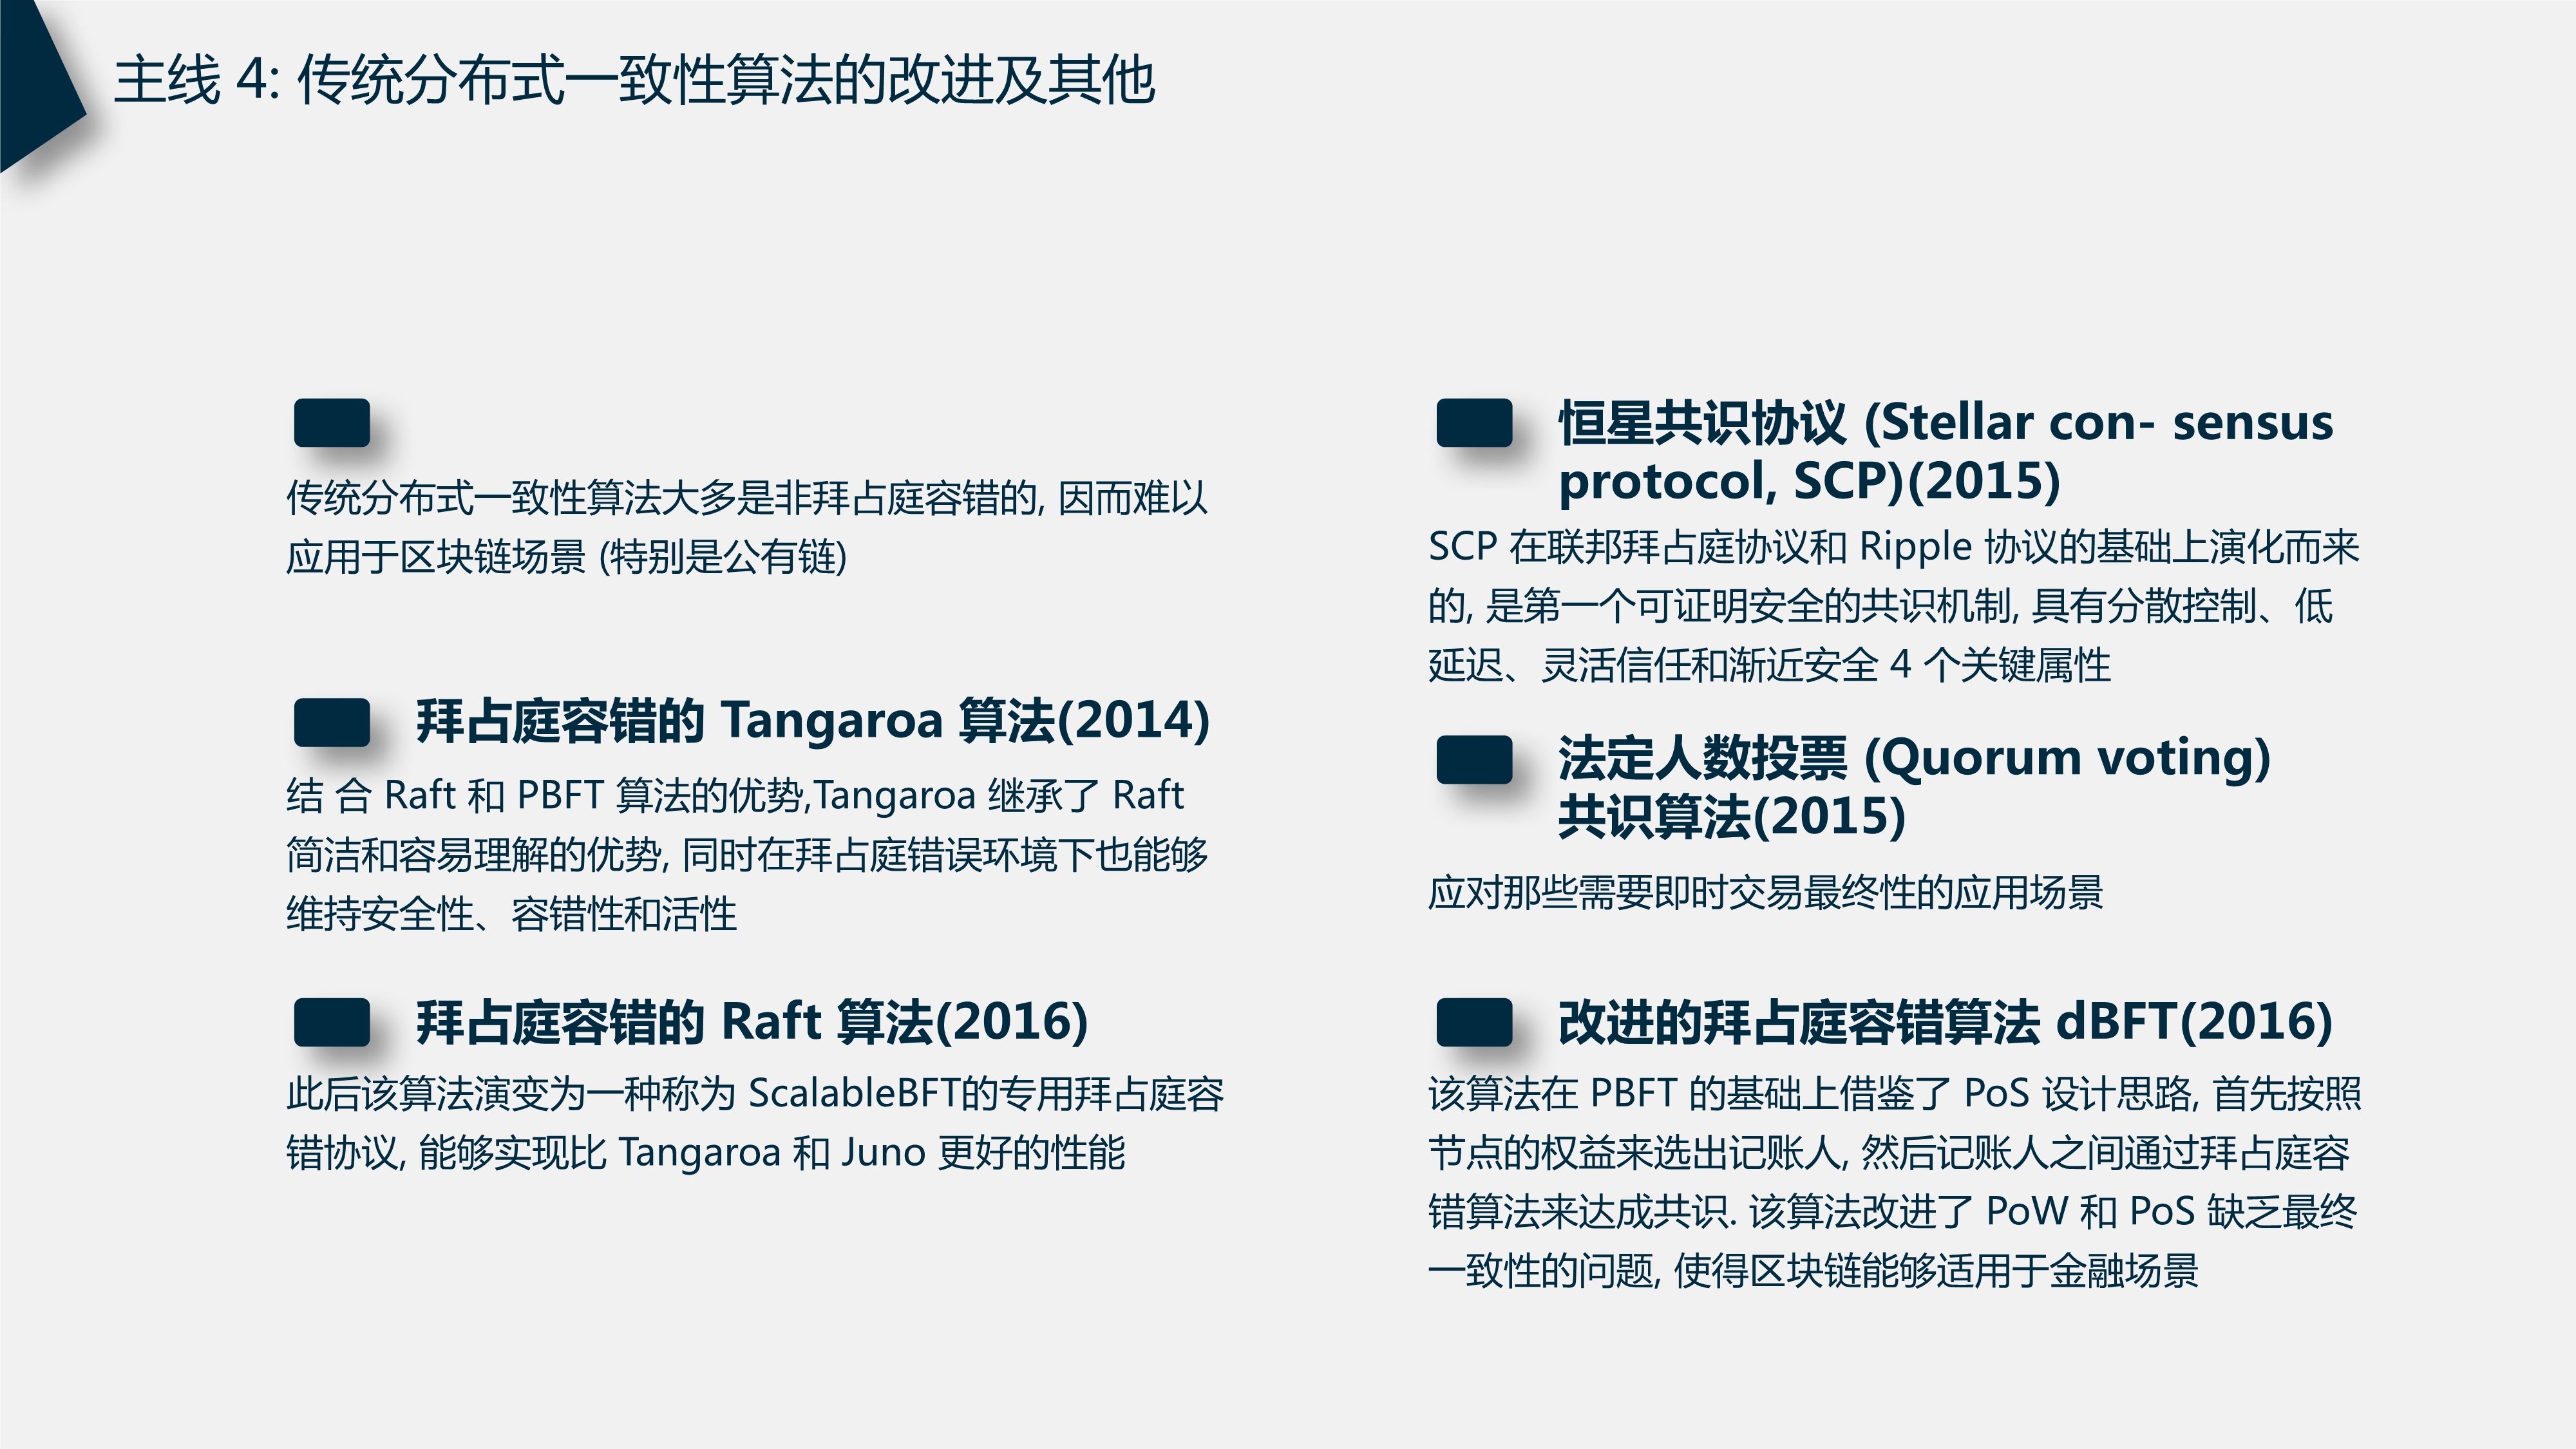 主线 4: 传统分布式一致性算法的改进及其他
传统分布式一致性算法大多是非拜占庭容错的, 因而难以
应用于区块链场景 (特别是公有链)
拜占庭容错的 Tangaroa 算法(2014)
结 合 Raft 和 PBFT 算法的优势,Tangaroa 继承了 Raft
简洁和容易理解的优势, 同时在拜占庭错误环境下也能够
维持安全性、容错性和活性
拜占庭容错的 Raft 算法(2016)
此后该算法演变为一种称为 ScalableBFT的专用拜占庭容
错协议, 能够实现比 Tangaroa 和 Juno 更好的性能
恒星共识协议 (Stellar con- sensus
protocol, SCP)(2015)
SCP 在联邦拜占庭协议和 Ripple 协议的基础上演化而来
的, 是第一个可证明安全的共识机制, 具有分散控制、低
延迟、灵活信任和渐近安全 4 个关键属性
法定人数投票 (Quorum voting)
共识算法(2015)
应对那些需要即时交易最终性的应用场景
改进的拜占庭容错算法 dBFT(2016)
该算法在 PBFT 的基础上借鉴了 PoS 设计思路, 首先按照
节点的权益来选出记账人, 然后记账人之间通过拜占庭容
错算法来达成共识. 该算法改进了 PoW 和 PoS 缺乏最终
一致性的问题, 使得区块链能够适用于金融场景